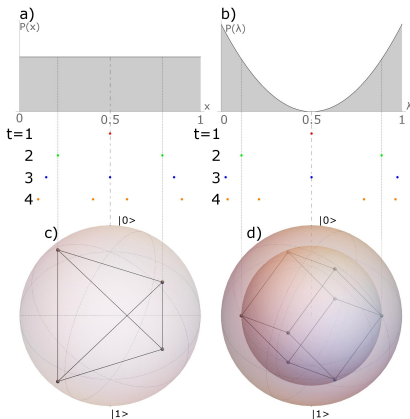 a)
P(x)
0
0.5
1
x
b)
P(λ)
0
0.5
1
λ
t=1
t=1
2
2
3
3
4
4
c)
|0>
d)
|0>
|1>
|1>